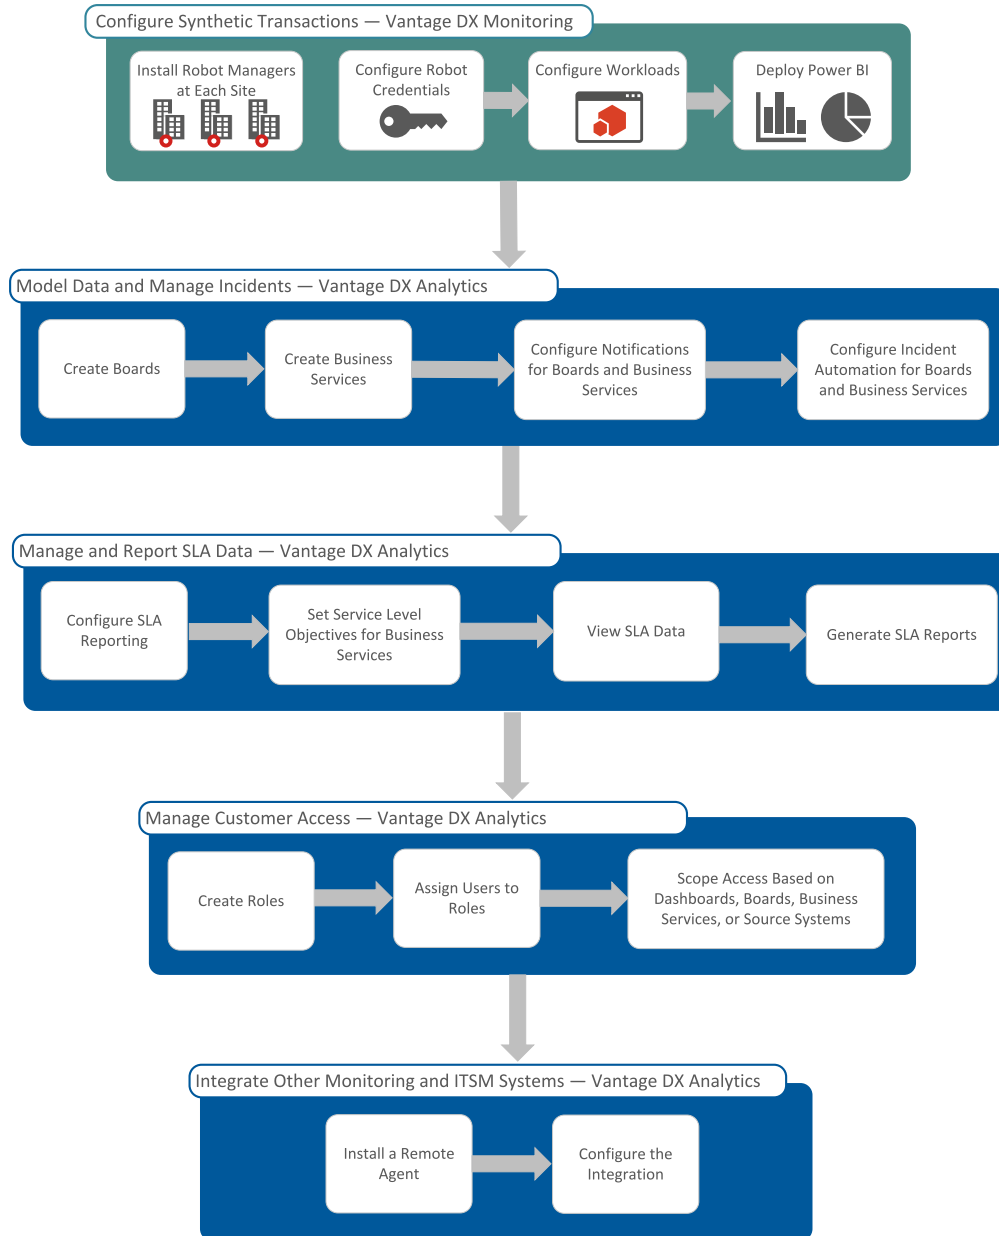 Configure Synthetic Transactions — Vantage DX Monitoring
Install Robot Managers
at Each Site
Configure Robot
Credentials
Configure Workloads
Deploy Power BI
Model Data and Manage Incidents — Vantage DX Analytics
Create Boards
Create Business
Services
Configure Notifications
for Boards and Business
Services
Configure Incident
Automation for Boards
and Business Services
Manage and Report SLA Data — Vantage DX Analytics
Configure SLA
Reporting
Set Service Level
Objectives for Business
Services
View SLA Data
Generate SLA Reports
Manage Customer Access — Vantage DX Analytics
Create Roles
Assign Users to
Roles
Scope Access Based on
Dashboards, Boards, Business
Services, or Source Systems
Integrate Other Monitoring and ITSM Systems — Vantage DX Analytics
Install a Remote
Agent
Configure the
Integration